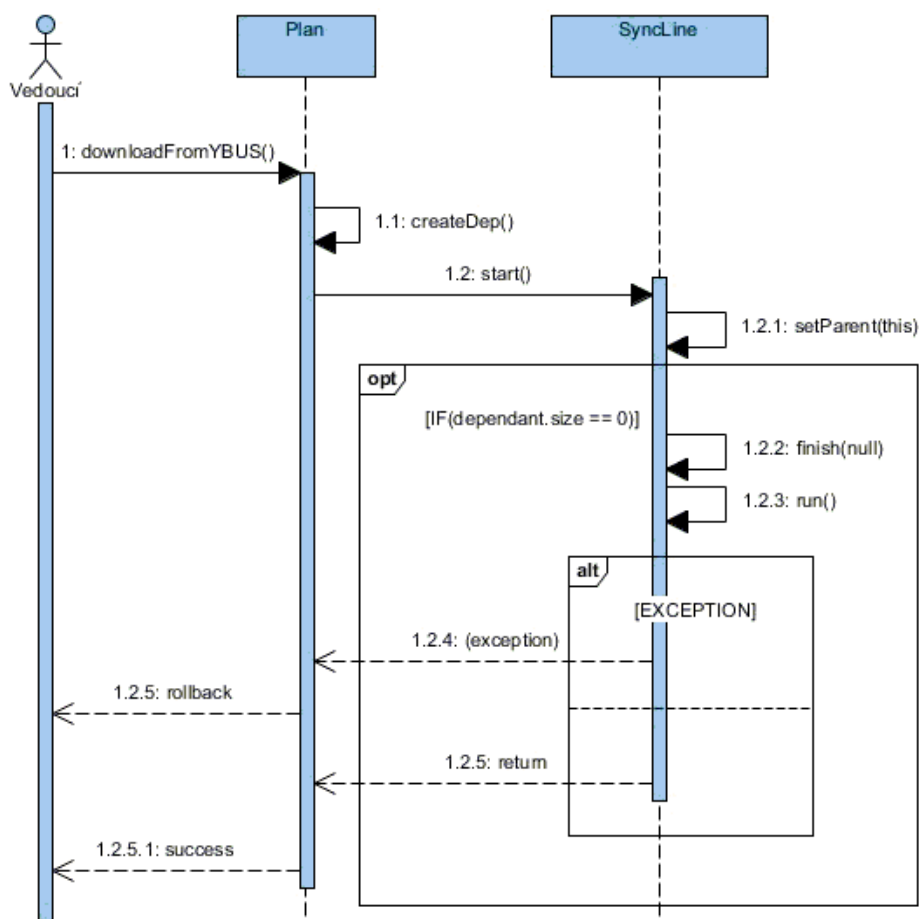 Plan
SyncLine
Vedoucí
1: downloadFromYBUS()
1.1: createDep()
1.2: start()
1.2.1: setParent(this)
opt
[IF(dependant.size == 0)]
1.2.2: finish(null)
1.2.3: run()
alt
[EXCEPTION]
1.2.4: (exception)
1.2.5: rollback
1.2.5: return
1.2.5.1: success